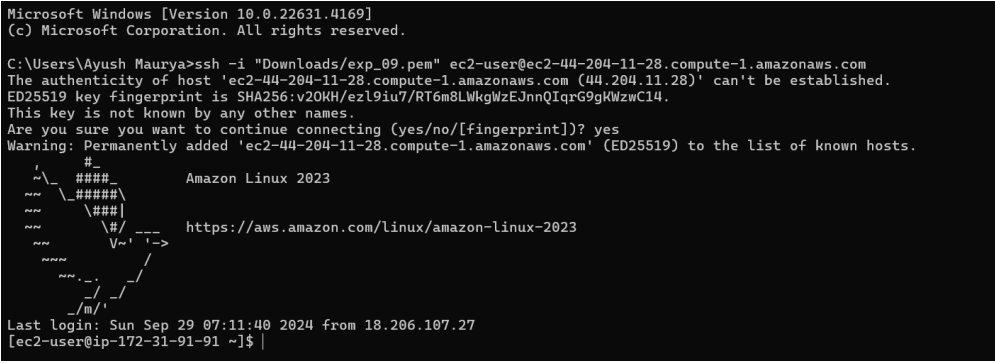 Microsoft Windows [Version 10.0.22631.4169]
(c) Microsoft Corporation. All rights reserved.

C:\Users\Ayush Maurya>ssh -i "Downloads/exp_09.pem" ec2-user@ec2-44-204-11-28.compute-1.amazonaws.com
The authenticity of host 'ec2-44-204-11-28.compute-1.amazonaws.com (44.204.11.28)' can't be established.
ED25519 key fingerprint is SHA256:v2OKH/ezl9iu7/RT6m8LWkgWzEJnnQIqrG9gKWzwC14.
This key is not known by any other names.
Are you sure you want to continue connecting (yes/no/[fingerprint])? yes
Warning: Permanently added 'ec2-44-204-11-28.compute-1.amazonaws.com' (ED25519) to the list of known hosts.
   ,     #_
   ~\_  ####_        Amazon Linux 2023
  ~~  \_#####\
  ~~     \###|
  ~~       \#/ ___   https://aws.amazon.com/linux/amazon-linux-2023
   ~~       V~' '->
    ~~~         /
      ~~._.   _/
         _/ _/
       _/m/'
Last login: Sun Sep 29 07:11:40 2024 from 18.206.107.27
[ec2-user@ip-172-31-91-91 ~]$